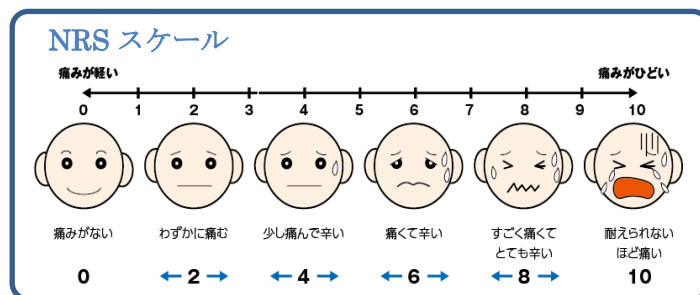 NRS スケール
痛みが軽い 痛みがひどい
0 1 2 3 4 5 6 7 8 9 10
痛みがない わずかに痛む 少し痛んで辛い 痛くて辛い すごく痛くて 耐えられない
とても辛い ほど痛い
0 2 4 6 8 10